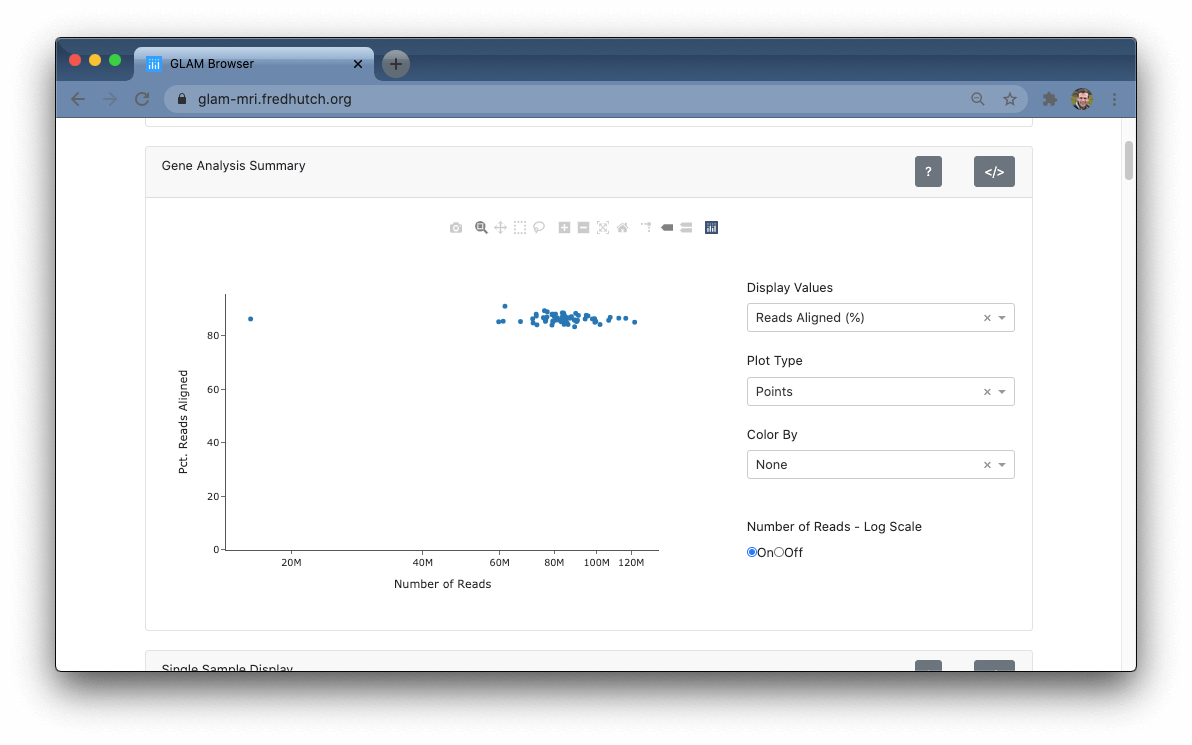 GLAM Browser
glam-mri.fredhutch.org
Gene Analysis Summary
?
</>
Display Values
Reads Aligned (%)
Plot Type
Points
Color By
None
Number of Reads - Log Scale
On Off
Pct. Reads Aligned
80
60
40
20
0
20M 40M 60M 80M 100M 120M
Number of Reads
Single Sample Display